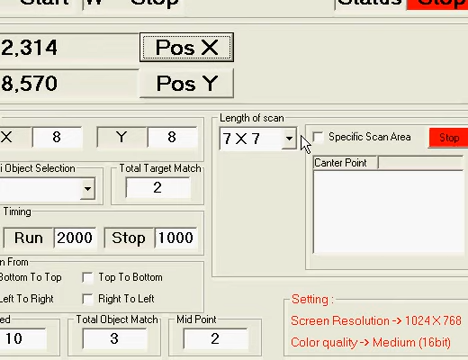 Start W Stop Status Stop
2,314 Pos X
8,570 Pos Y
Length of scan
X 8 Y 8 7 X 7 Specific Scan Area Stop
Object Selection Total Target Match Canter Point
2
Timing
Run 2000 Stop 1000
From
Bottom To Top Top To Bottom
Left To Right Right To Left
Setting :
Total Object Match Mid Point
10 3 2
Screen Resolution -> 1024X768
Color quality -> Medium (16bit)